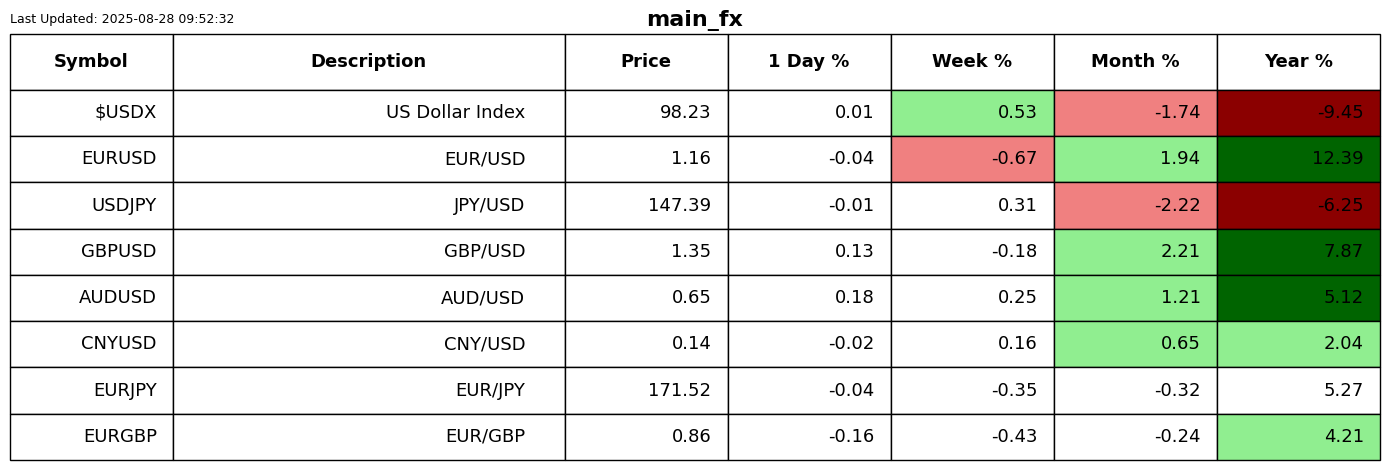 Last Updated: 2025-08-28 09:52:32
main_fx
Symbol Description Price 1 Day % Week % Month % Year %
$USDX US Dollar Index 98.23 0.01 0.53 -1.74 -9.45
EURUSD EUR/USD 1.16 -0.04 -0.67 1.94 12.39
USDJPY JPY/USD 147.39 -0.01 0.31 -2.22 -6.25
GBPUSD GBP/USD 1.35 0.13 -0.18 2.21 7.87
AUDUSD AUD/USD 0.65 0.18 0.25 1.21 5.12
CNYUSD CNY/USD 0.14 -0.02 0.16 0.65 2.04
EURJPY EUR/JPY 171.52 -0.04 -0.35 -0.32 5.27
EURGBP EUR/GBP 0.86 -0.16 -0.43 -0.24 4.21